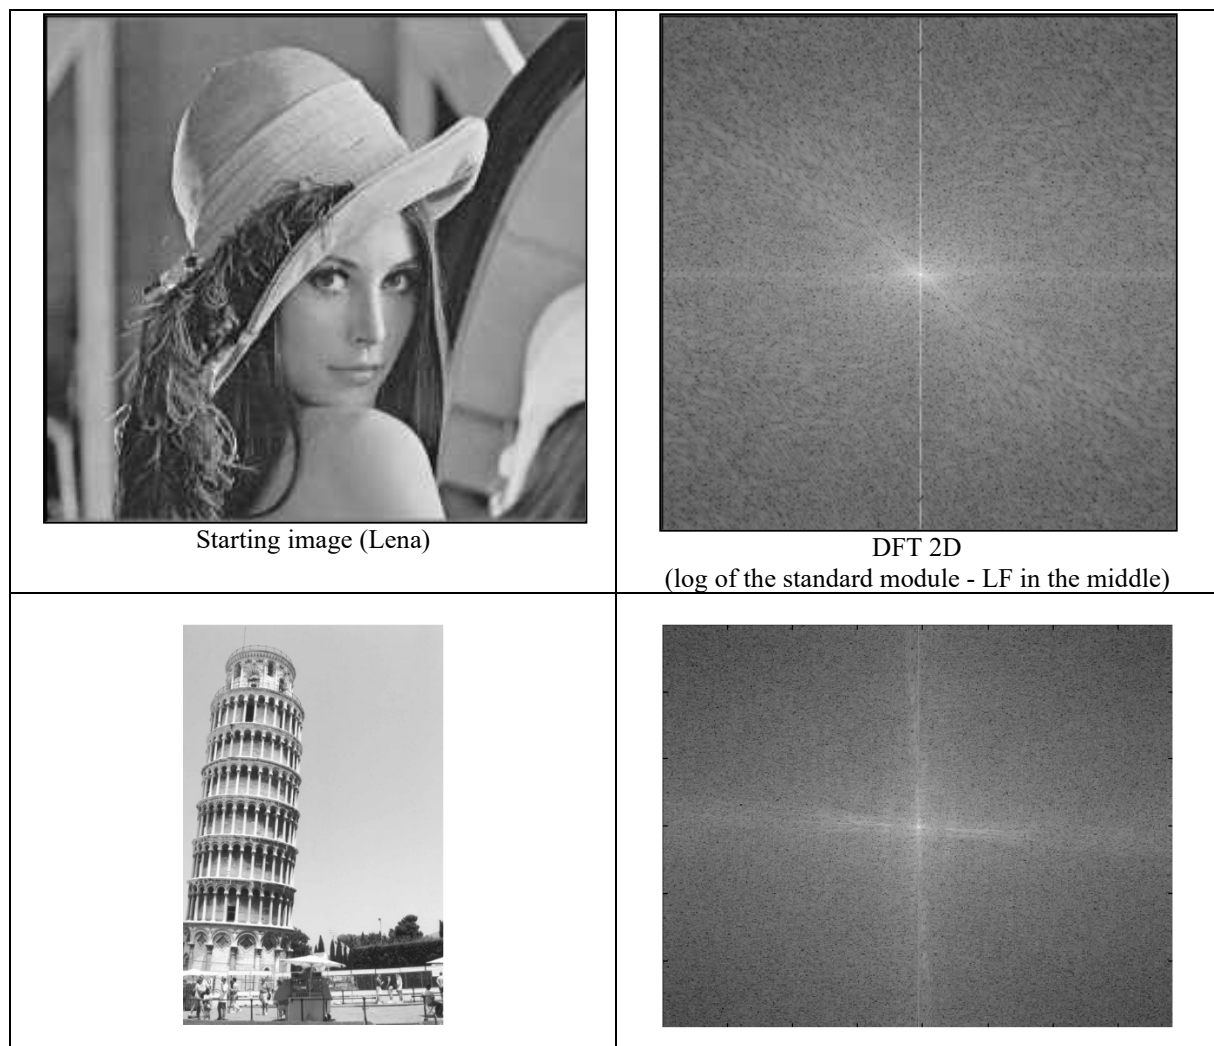 Starting image (Lena)
DFT 2D
(log of the standard module - LF in the middle)